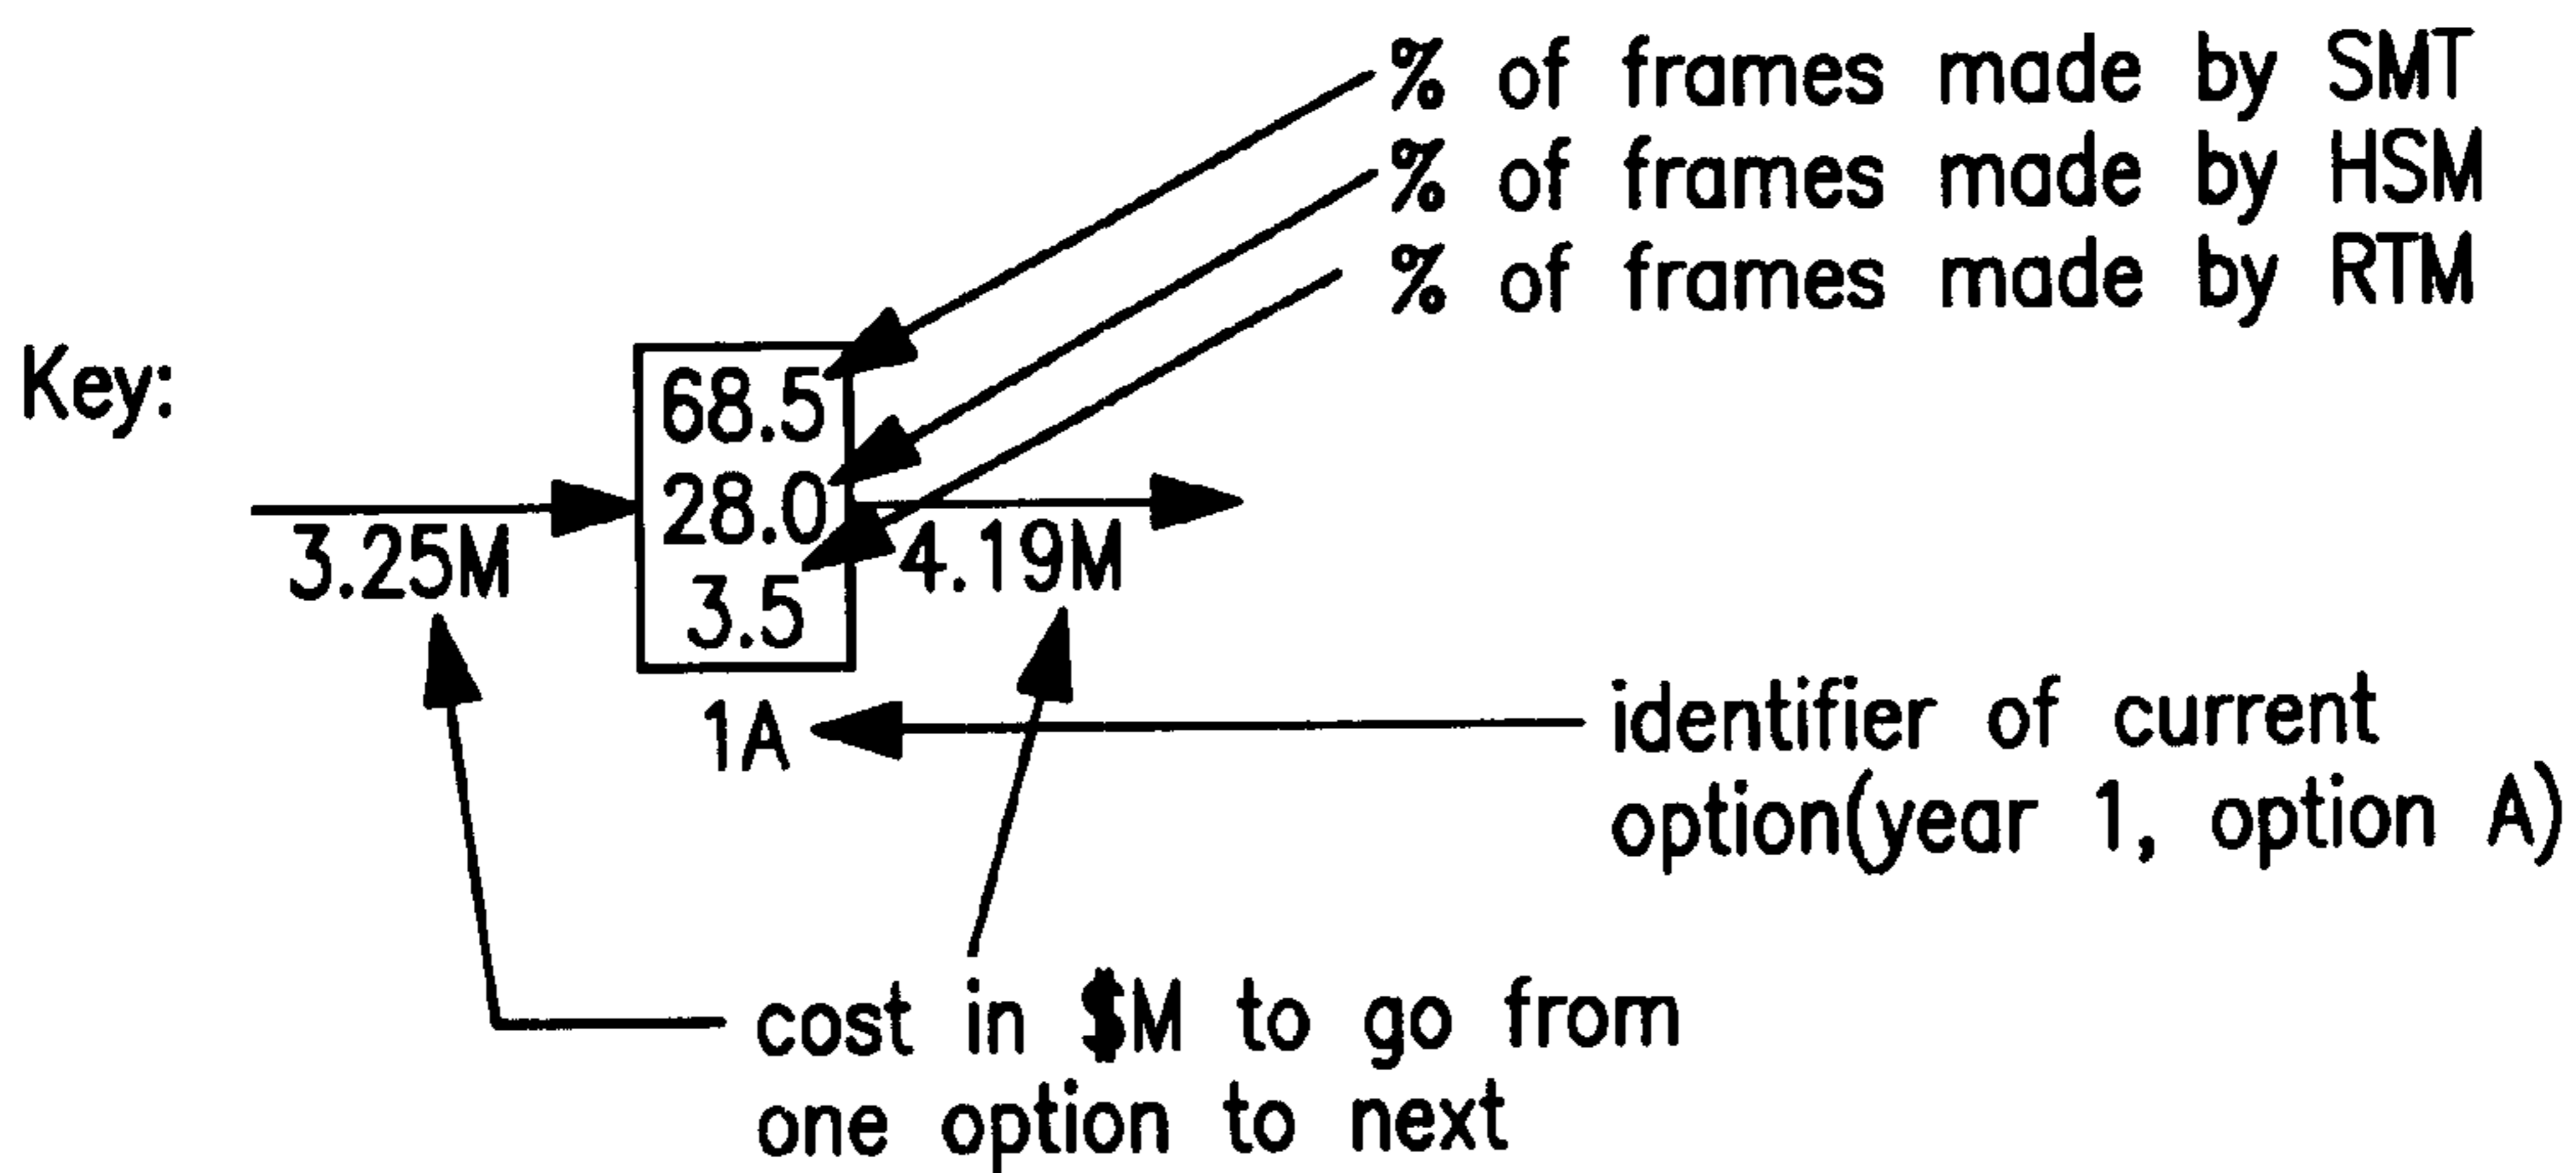 % of frames made by SMT
% of frames made by HSM
% of frames made by RTM
Key:
68.5
28.0
3.5
3.25M
4.19M
1A
identifier of current
option(year 1, option A)
cost in $M to go from
one option to next